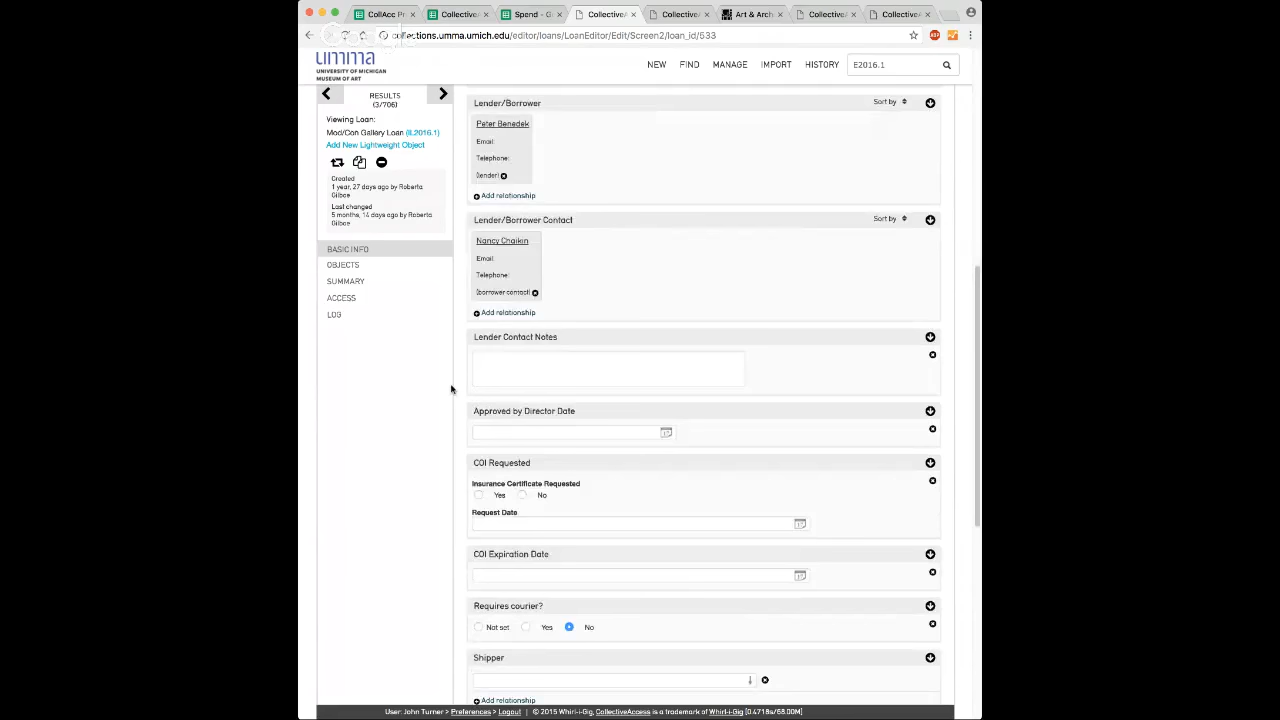 CollAcc Pr
Collective
Spend - G
CollectiveA
CollectiveA
Art & Arch
CollectiveA
CollectiveA
collections.umma.umich.edu/editor/loans/LoanEditor/Edit/Screen2/loan_id/533
umma
UNIVERSITY OF MICHIGAN
MUSEUM OF ART
NEW FIND MANAGE IMPORT HISTORY E2016.1
RESULTS
(3/706)
Viewing Loan:
Mod/Con Gallery Loan (IL2016.1)
Add New Lightweight Object
Created
1 year, 27 days ago by Roberta
Gilboe
Last changed
5 months, 14 days ago by Roberta
Gilboe
BASIC INFO
OBJECTS
SUMMARY
ACCESS
LOG
Lender/Borrower Sort by
Peter Benedek
Email:
Telephone:
(lender)
Add relationship
Lender/Borrower Contact Sort by
Nancy Chaikin
Email:
Telephone:
(borrower contact)
Add relationship
Lender Contact Notes
Approved by Director Date
COI Requested
Insurance Certificate Requested
Yes No
Request Date
COI Expiration Date
Requires courier?
Not set Yes No
Shipper
Add relationship
User: John Turner > Preferences > Logout | © 2015 Whirl-i-Gig, CollectiveAccess is a trademark of Whirl-i-Gig [0.4718s/68.00M]